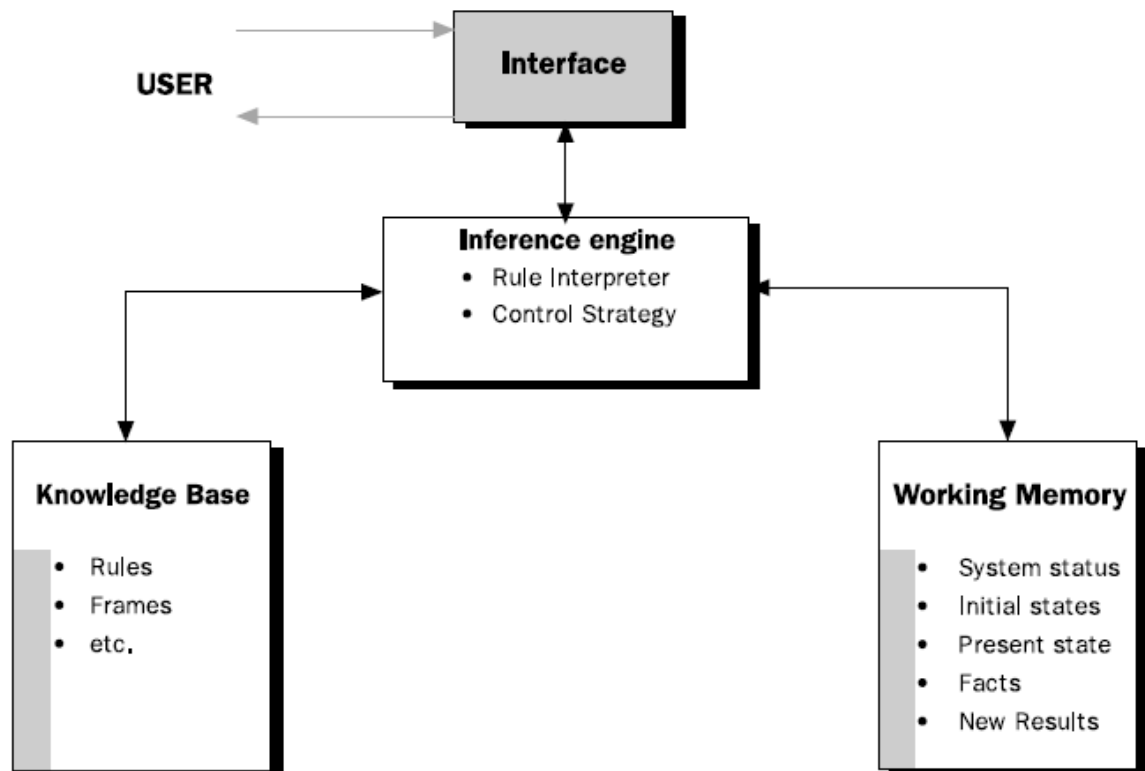 Interface
USER
Inference engine
• Rule Interpreter
• Control Strategy
Knowledge Base
• Rules
• Frames
• etc.
Working Memory
• System status
• Initial states
• Present state
• Facts
• New Results